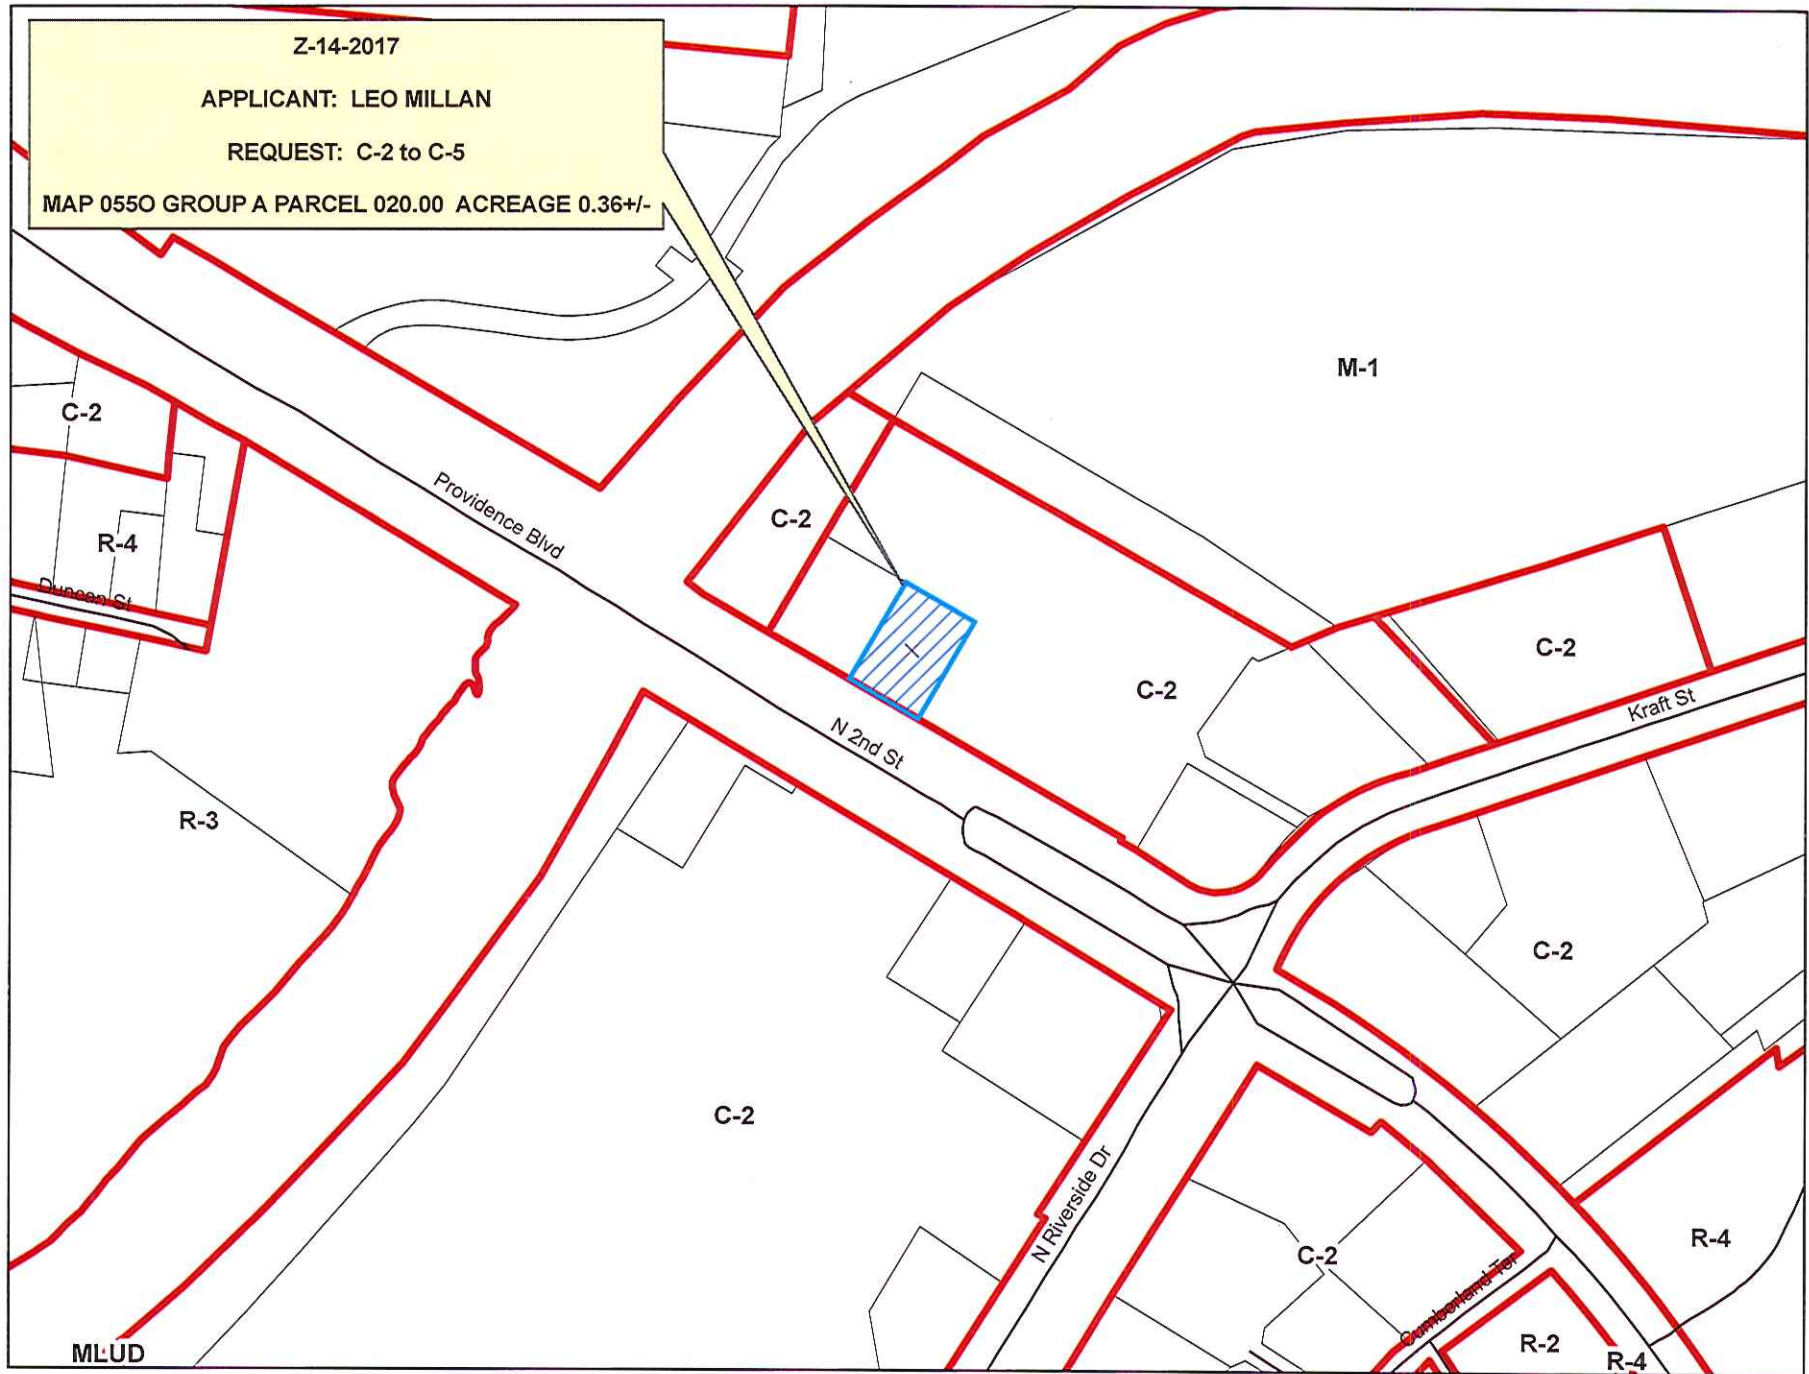 Z-14-2017
APPLICANT: LEO MILLAN
REQUEST: C-2 to C-5
MAP 055O GROUP A PARCEL 020.00 ACREAGE 0.36+/-
M-1
C-2
Providence Blvd
C-2
R-4
Duncan St
C-2
C-2
Kraft St
N 2nd St
R-3
C-2
C-2
N Riverside Dr
C-2
R-4
Cumberland Ter
MLUD
R-2
R-4